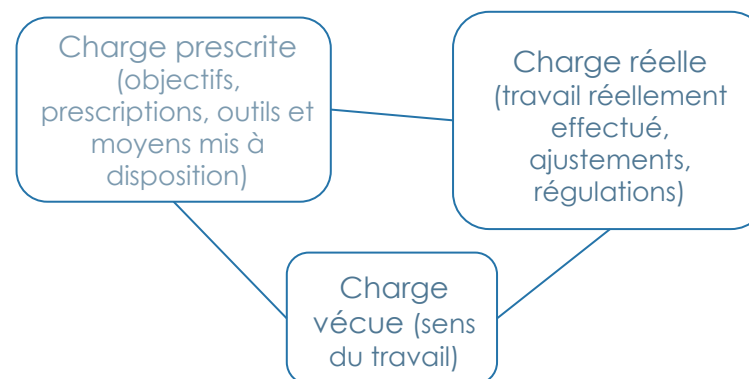 Charge prescrite
(objectifs,
prescriptions, outils et
moyens mis à
disposition)
Charge réelle
(travail réellement
effectué,
ajustements,
régulations)
Charge
vécue (sens
du travail)